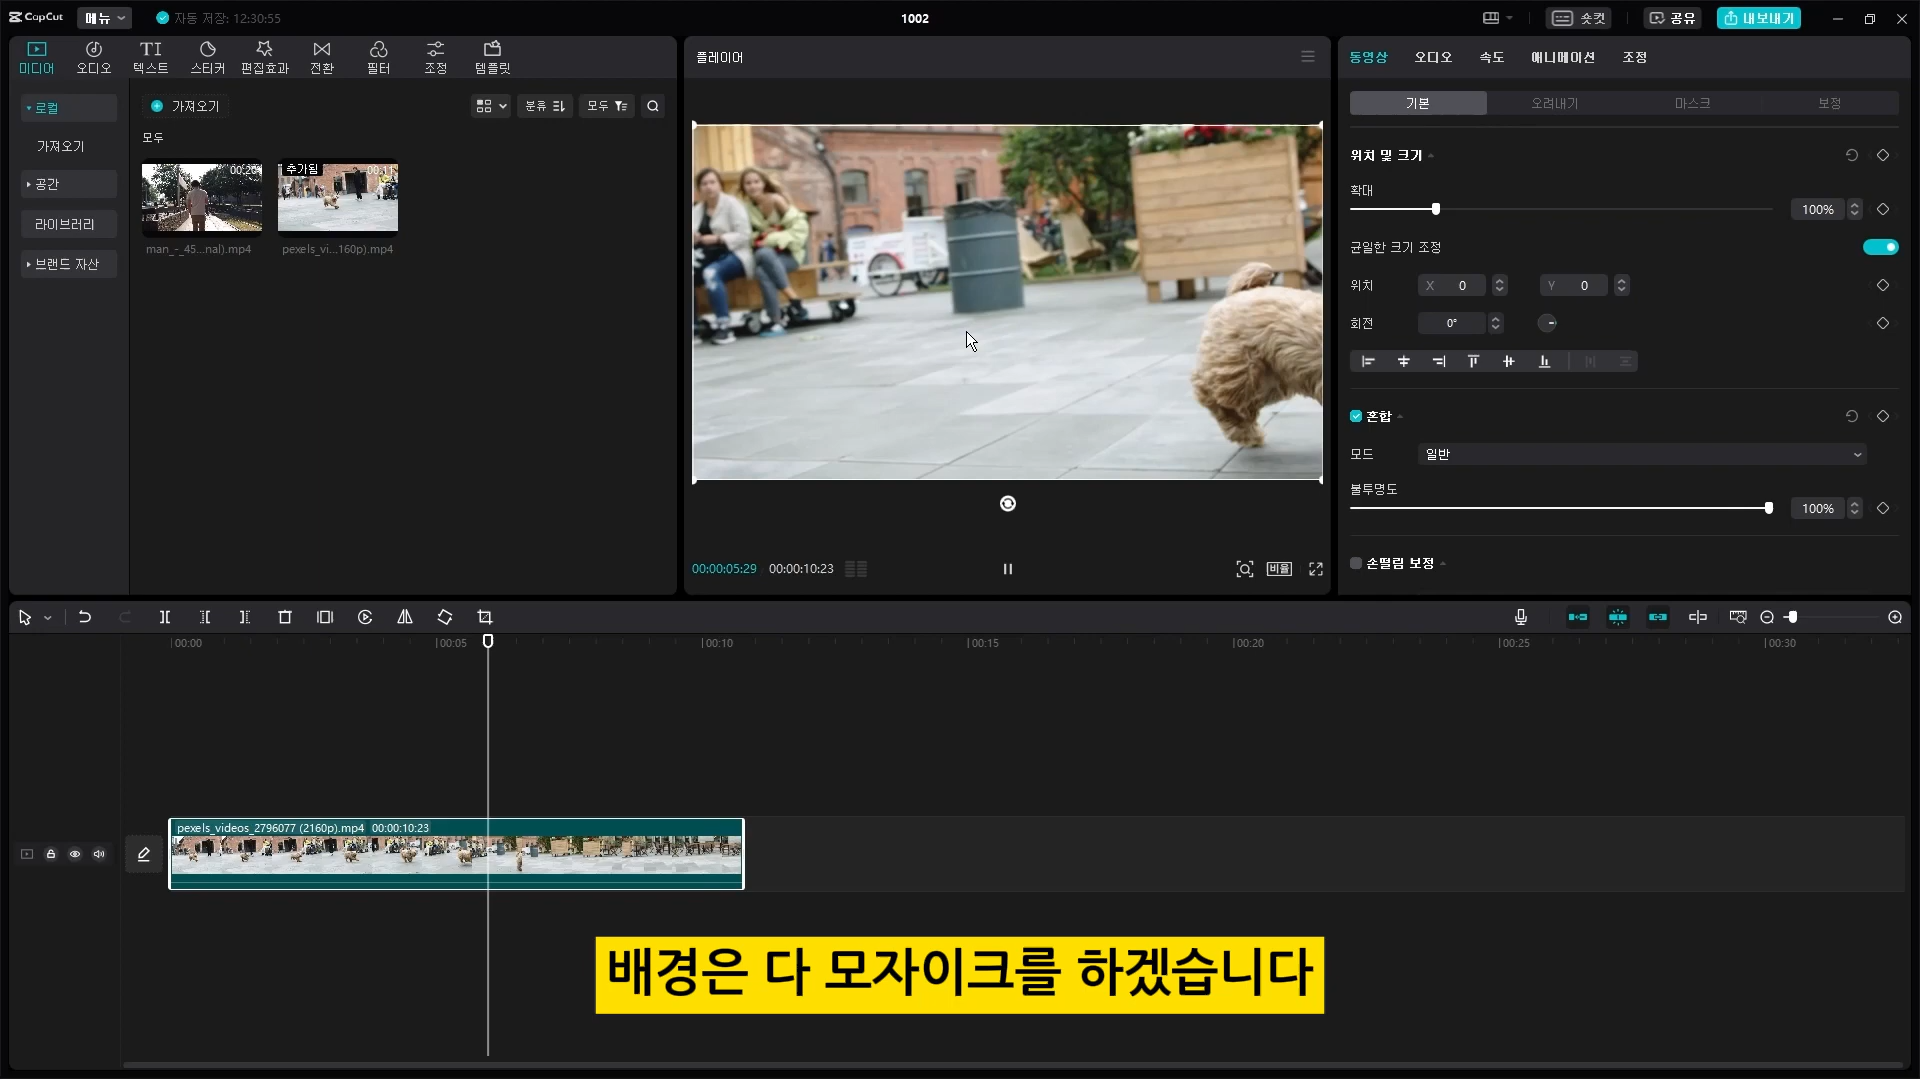 CapCut
메뉴
자동 저장: 12:30:55
1002
숏컷
공유
내보내기
미디어
오디오
텍스트
스티커
편집효과
전환
필터
조정
템플릿
로컬
가져오기
공간
라이브러리
브랜드 자산
가져오기
분류
모두
모두
00:20
추가됨
00:11
man_-_45...nal).mp4
pexels_vi...160p).mp4
플레이어
00:00:05:29
00:00:10:23
비율
동영상
오디오
속도
애니메이션
조정
기본
오려내기
마스크
보정
위치 및 크기
확대
100%
균일한 크기 조정
위치
X 0
Y 0
회전
0°
혼합
모드
일반
불투명도
100%
손떨림 보정
00:00
00:05
00:10
00:15
00:20
00:25
00:30
pexels_videos_2796077 (2160p).mp4 00:00:10:23
배경은 다 모자이크를 하겠습니다